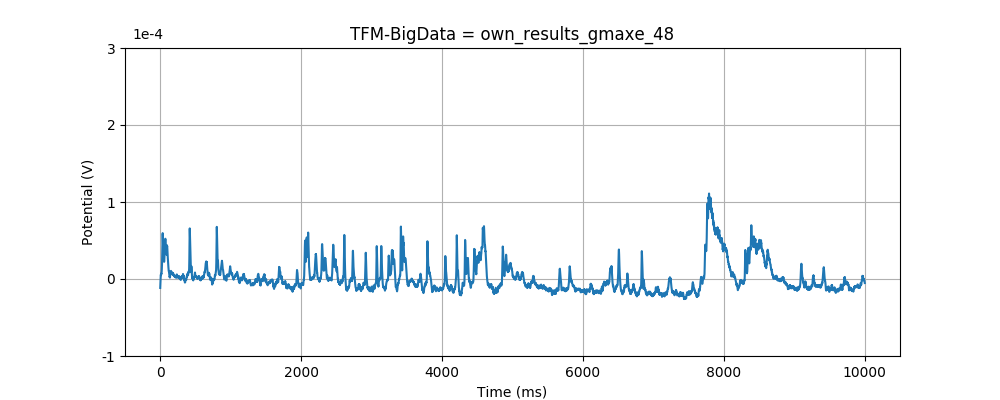 TFM-BigData = own_results_gmaxe_48
1e-4
3
2
1
0
-1
Potential (V)
0 2000 4000 6000 8000 10000
Time (ms)